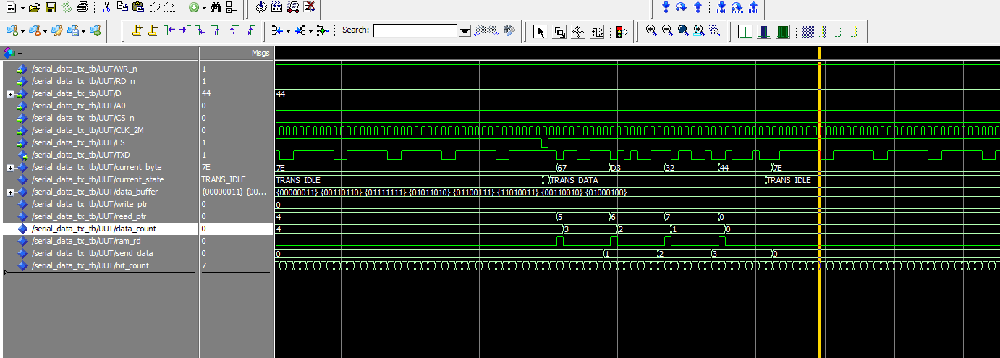 Search:
Msgs
/serial_data_tx_tb/UUT/WR_n 1
/serial_data_tx_tb/UUT/RD_n 1
/serial_data_tx_tb/UUT/D 44 44
/serial_data_tx_tb/UUT/A0 0
/serial_data_tx_tb/UUT/CS_n 0
/serial_data_tx_tb/UUT/CLK_2M 0
/serial_data_tx_tb/UUT/FS 1
/serial_data_tx_tb/UUT/TXD 1
/serial_data_tx_tb/UUT/current_byte 7E 7E 67 D3 32 44 7E
/serial_data_tx_tb/UUT/current_state TRANS_IDLE TRANS_IDLE TRANS_DATA TRANS_IDLE
/serial_data_tx_tb/UUT/data_buffer {00000011} {00... {00000011} {00110110} {01111111} {01011010} {01100111} {11010011} {00110010} {01000100}
/serial_data_tx_tb/UUT/write_ptr 0 0
/serial_data_tx_tb/UUT/read_ptr 0 4 5 6 7 0
/serial_data_tx_tb/UUT/data_count 0 4 3 2 1 0
/serial_data_tx_tb/UUT/ram_rd 0
/serial_data_tx_tb/UUT/send_data 0 0 1 2 3 0
/serial_data_tx_tb/UUT/bit_count 7